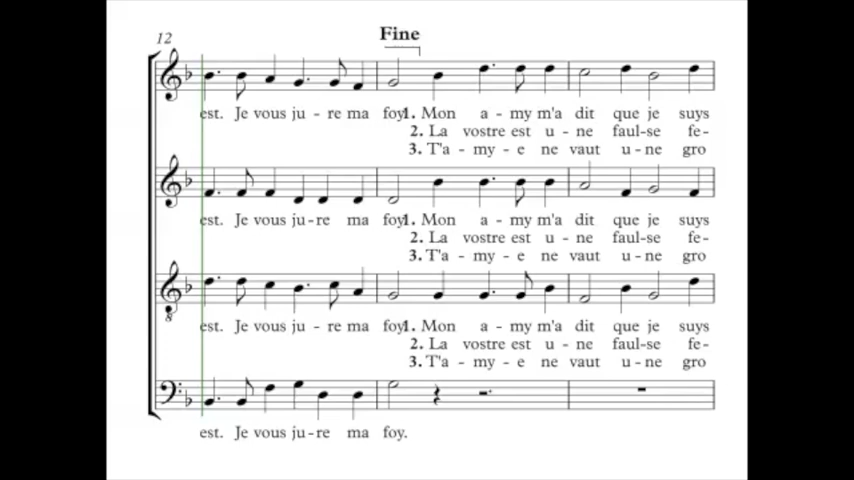 Fine
12
est. Je vous ju - re ma foy. 1. Mon a - my m'a dit que je suys
2. La vostre est u - ne faul-se fe-
3. T'a - my - e ne vaut u - ne gro
est. Je vous ju - re ma foy. 1. Mon a - my m'a dit que je suys
2. La vostre est u - ne faul-se fe-
3. T'a - my - e ne vaut u - ne gro
8
est. Je vous ju - re ma foy. 1. Mon a - my m'a dit que je suys
2. La vostre est u - ne faul-se fe-
3. T'a - my - e ne vaut u - ne gro
est. Je vous ju - re ma foy.